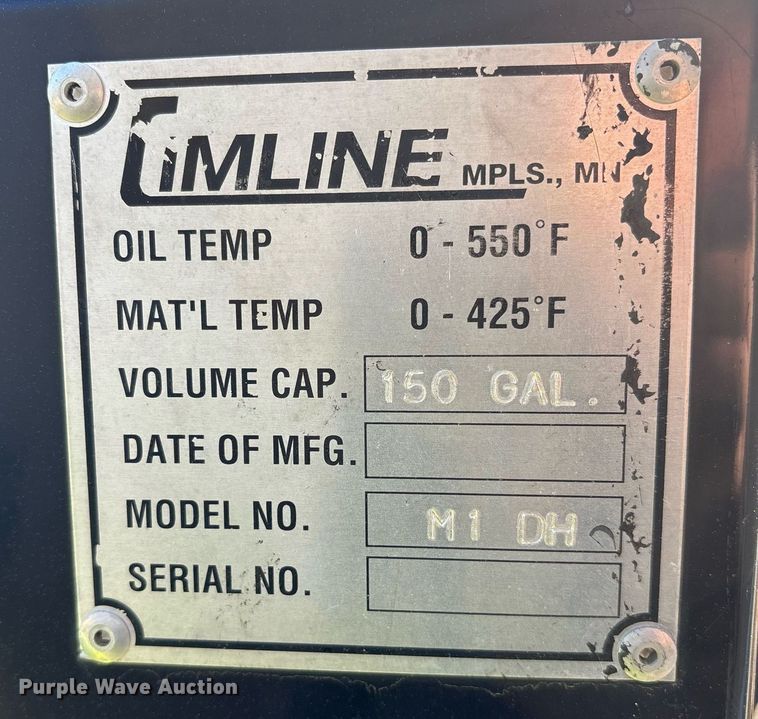 CIMLINE MPLS., MN
OIL TEMP 0 - 550°F
MAT'L TEMP 0 - 425°F
VOLUME CAP. 150 GAL.
DATE OF MFG.
MODEL NO. M1 DH
SERIAL NO.
Purple Wave Auction